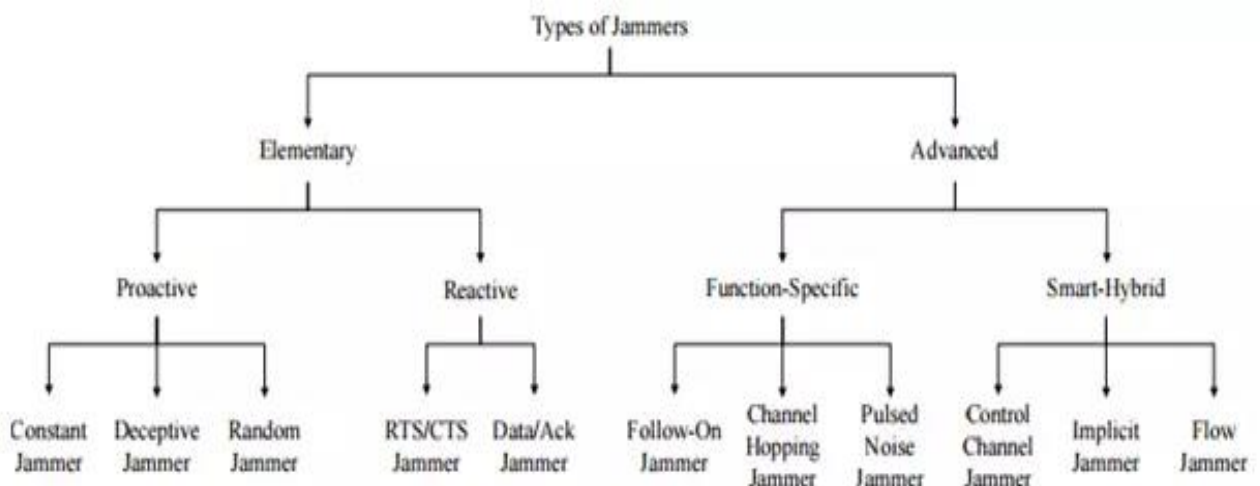 Types of Jammers
Elementary
Advanced
Proactive
Reactive
Function-Specific
Smart-Hybrid
Constant
Jammer
Deceptive
Jammer
Random
Jammer
RTS/CTS
Jammer
Data/Ack
Jammer
Follow-On
Jammer
Channel
Hopping
Jammer
Pulsed
Noise
Jammer
Control
Channel
Jammer
Implicit
Jammer
Flow
Jammer